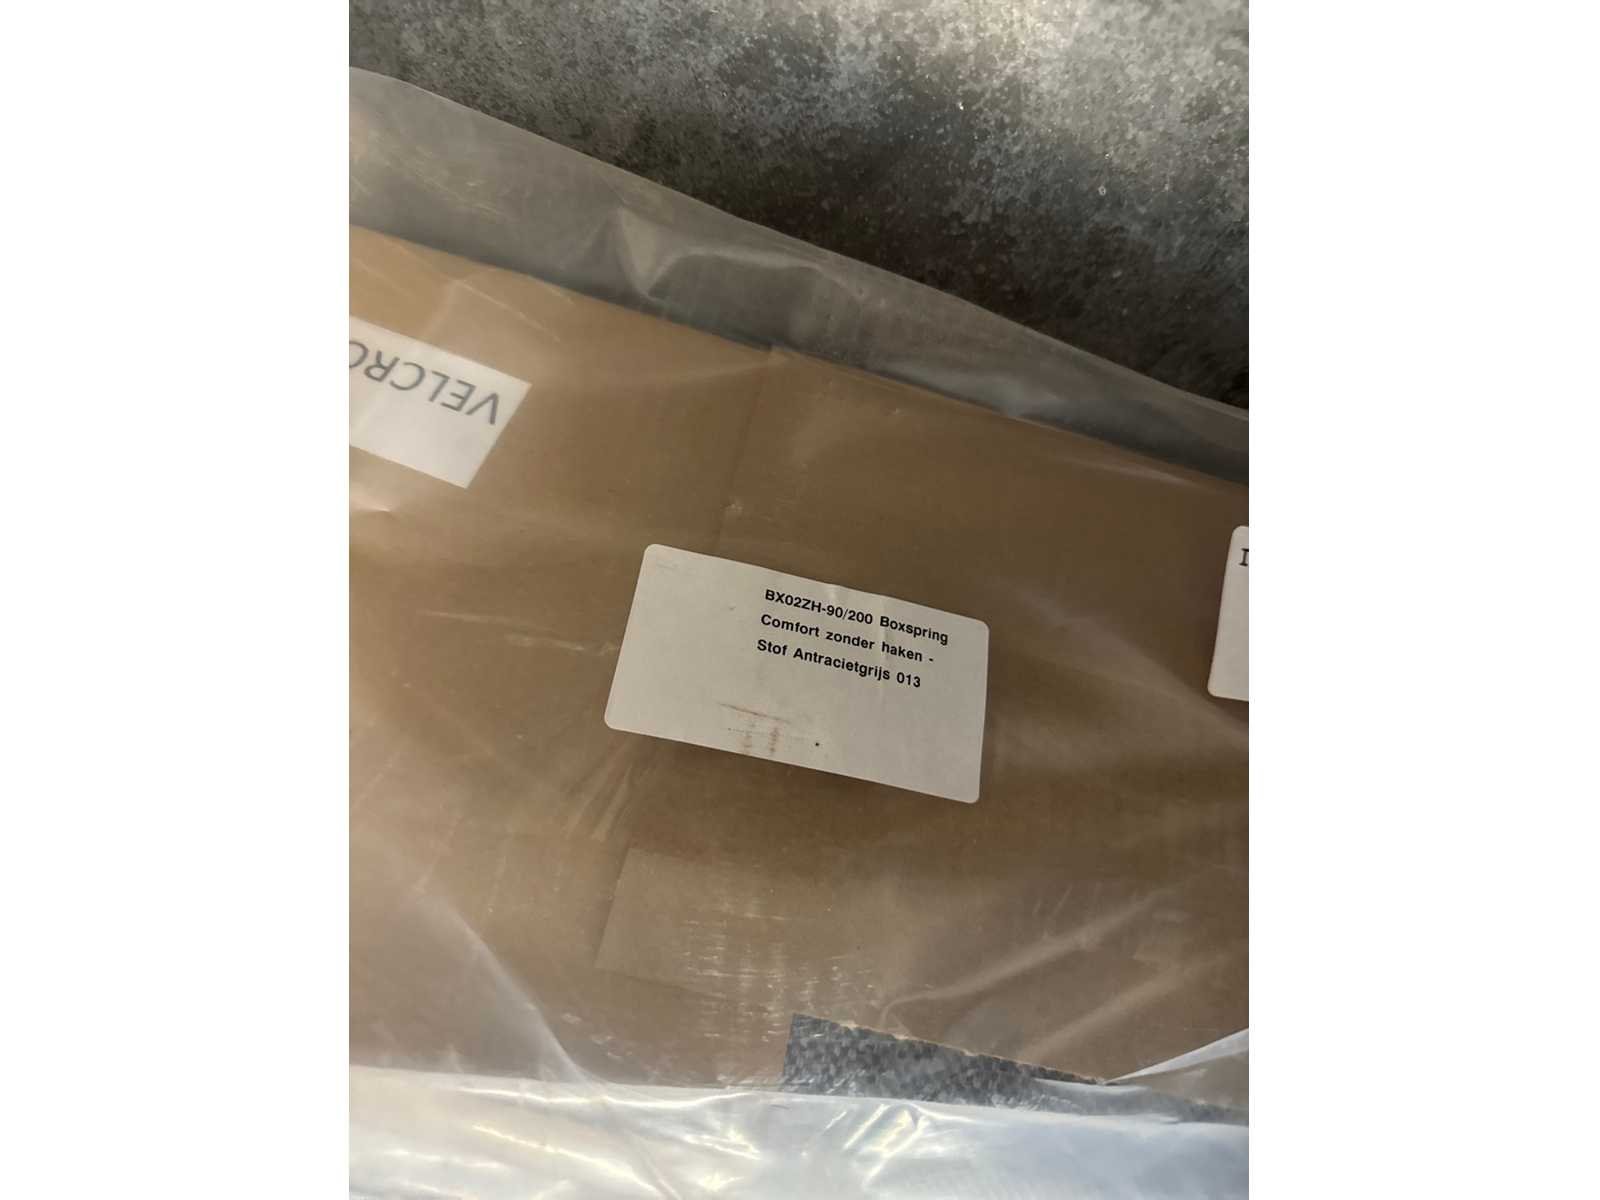 VELCRO
BX02ZH-90/200 Boxspring
Comfort zonder haken -
Stof Antracietgrijs 013